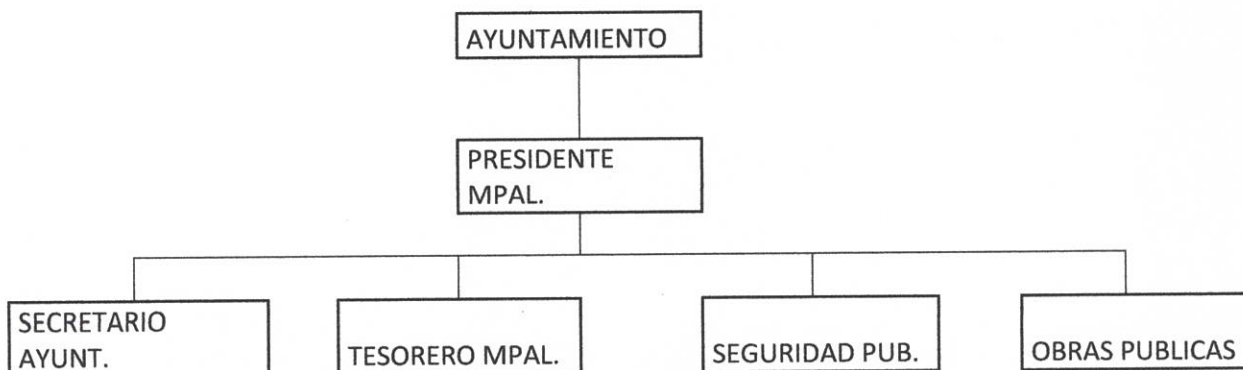 AYUNTAMIENTO
PRESIDENTE
MPAL.
SECRETARIO
AYUNT.
TESORERO MPAL.
SEGURIDAD PUB.
OBRAS PUBLICAS